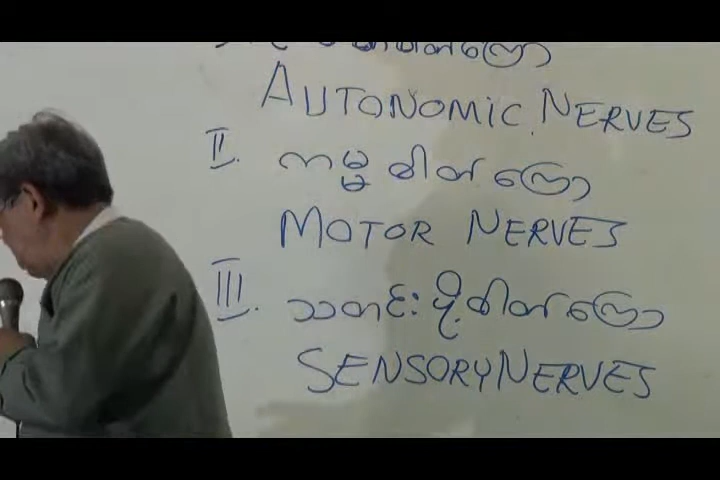 AUTONOMIC NERVES
II. ကမ္မဓါတ်ကြော
MOTOR NERVES
III. သတင်းပို့ဓါတ်ကြော
SENSORY NERVES